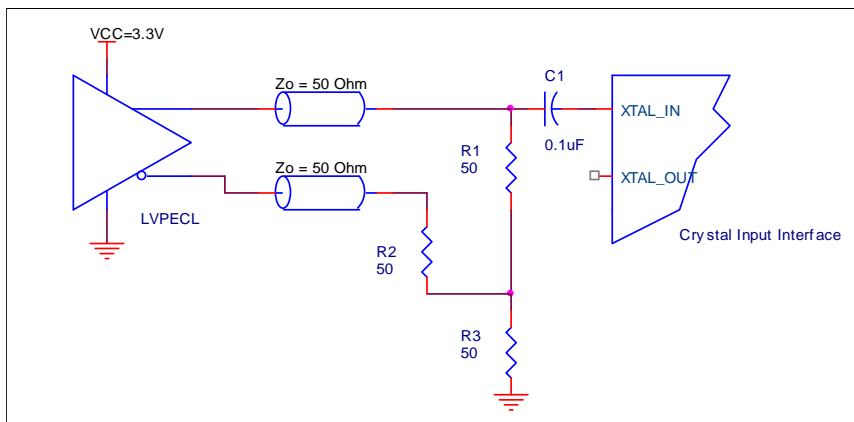 VCC=3.3V
Zo = 50 Ohm
C1
XTAL_IN
0.1uF
R1
50
Zo = 50 Ohm
XTAL_OUT
LVPECL
Crystal Input Interface
R2
50
R3
50